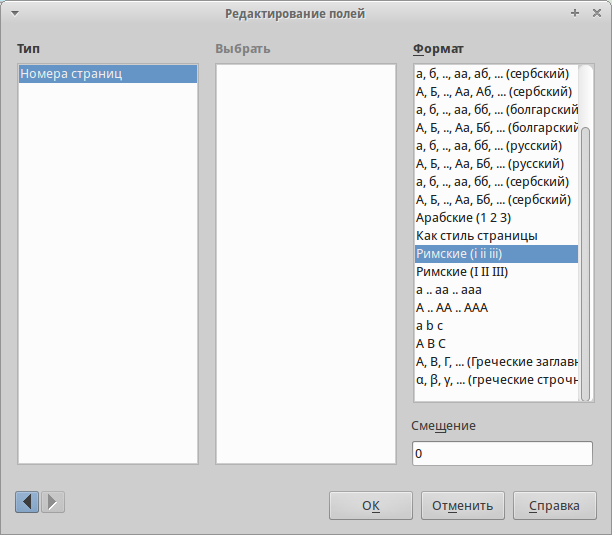 Редактирование полей
Тип
Выбрать
Формат
Номера страниц
а, б, .., аа, аб, ... (сербский)
А, Б, .., Аа, Аб, ... (сербский)
а, б, .., аа, бб, ... (болгарский
А, Б, .., Аа, Бб, ... (болгарский
а, б, .., аа, бб, ... (русский)
А, Б, .., Аа, Бб, ... (русский)
а, б, .., аа, бб, ... (сербский)
А, Б, .., Аа, Бб, ... (сербский)
Арабские (1 2 3)
Как стиль страницы
Римские (i ii iii)
Римские (I II III)
a .. aa .. aaa
A .. AA .. AAA
a b c
A B C
Α, Β, Γ, ... (Греческие заглавн
α, β, γ, ... (греческие строчн
Смещение
0
OK
Отменить
Справка